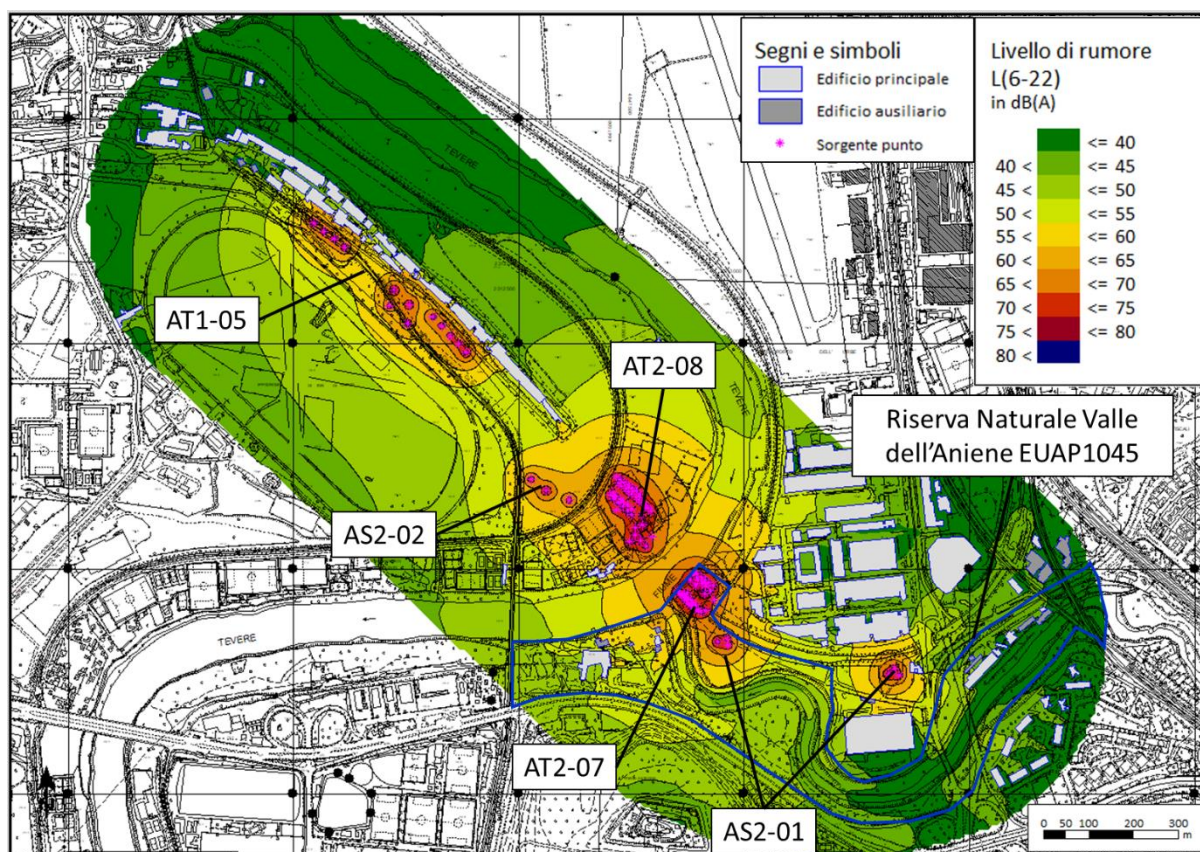 Segni e simboli
Edificio principale
Edificio ausiliario
Sorgente punto
Livello di rumore
L(6-22)
in dB(A)
<= 40
40 < <= 45
45 < <= 50
50 < <= 55
55 < <= 60
60 < <= 65
65 < <= 70
70 < <= 75
75 < <= 80
80 <
TEVERE
AT1-05
AT2-08
TEVERE
Riserva Naturale Valle
dell'Aniene EUAP1045
AS2-02
TEVERE
AT2-07
AS2-01
0 50 100 200 300
m